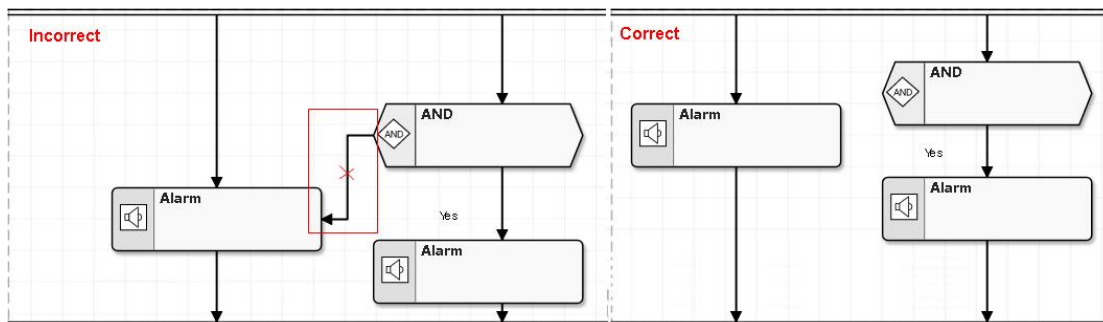 Incorrect
AND
AND
Alarm
Yes
Alarm
Correct
AND
AND
Alarm
Yes
Alarm